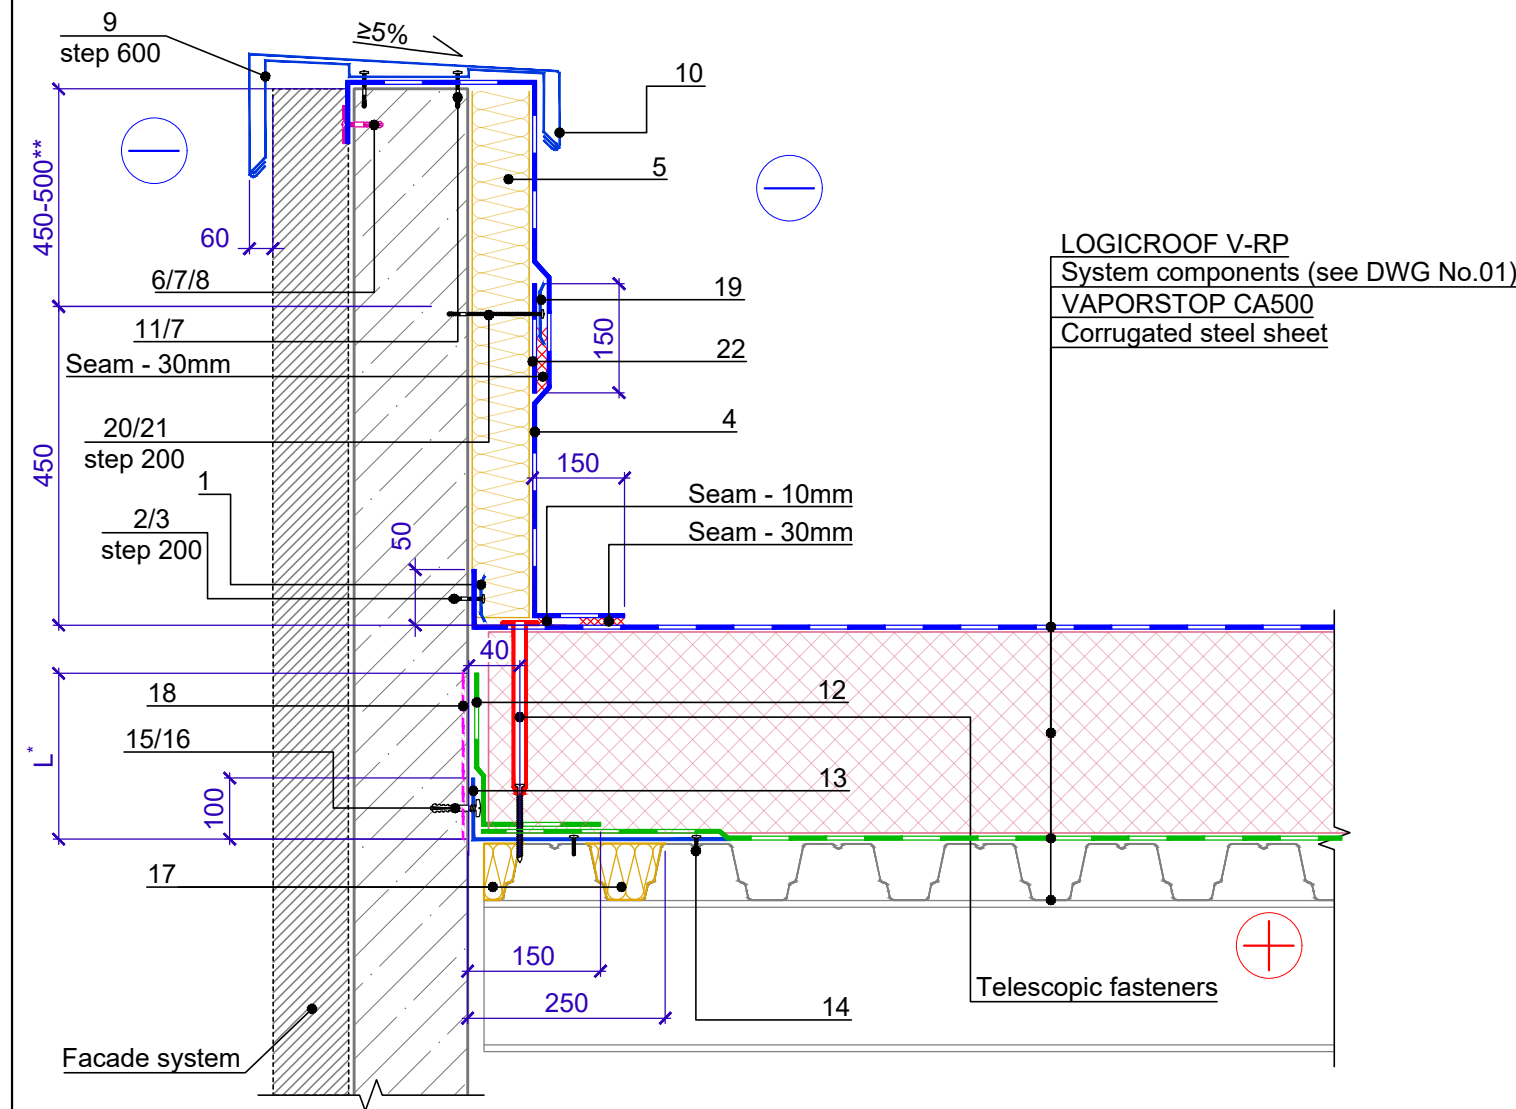 9
step 600
≥5%
10
450-500**
5
60
6/7/8
19
LOGICROOF V-RP
System components (see DWG No.01)
VAPORSTOP CA500
Corrugated steel sheet
11/7
150
22
Seam - 30mm
4
20/21
step 200
450
150
1
Seam - 10mm
2/3
step 200
50
Seam - 30mm
40
18
12
15/16
L*
13
100
17
150
Telescopic fasteners
250
14
Facade system